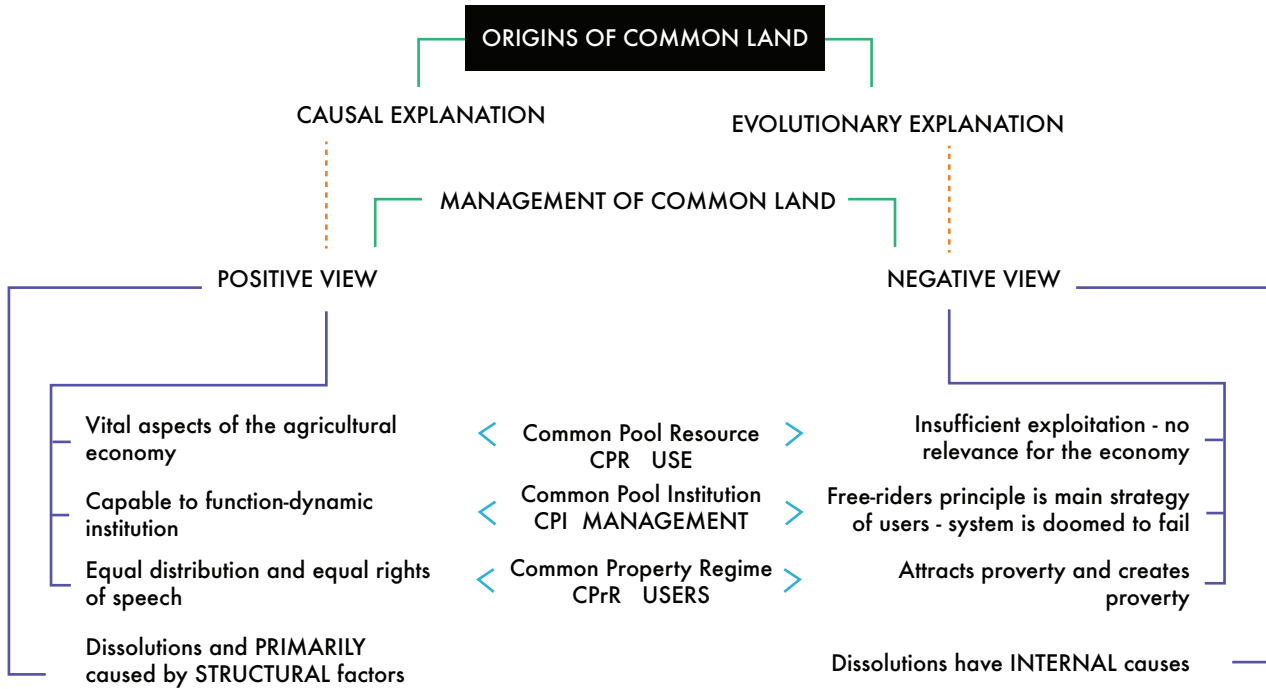 ORIGINS OF COMMON LAND
CAUSAL EXPLANATION
EVOLUTIONARY EXPLANATION
MANAGEMENT OF COMMON LAND
POSITIVE VIEW
NEGATIVE VIEW
Vital aspects of the agricultural
economy
< Common Pool Resource >
CPR USE
Insufficient exploitation - no
relevance for the economy
Capable to function-dynamic
institution
< Common Pool Institution >
CPI MANAGEMENT
Free-riders principle is main strategy
of users - system is doomed to fail
Equal distribution and equal rights
of speech
< Common Property Regime >
CPrR USERS
Attracts proverty and creates
proverty
Dissolutions and PRIMARILY
caused by STRUCTURAL factors
Dissolutions have INTERNAL causes